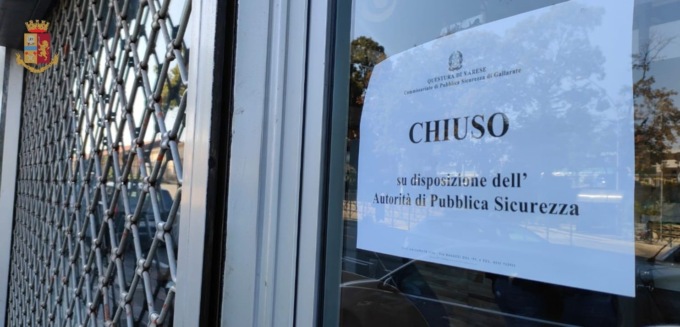 QUESTURA DI VARESE
Commissariato di Pubblica Sicurezza di Gallarate
CHIUSO
su disposizione dell'
Autorità di Pubblica Sicurezza